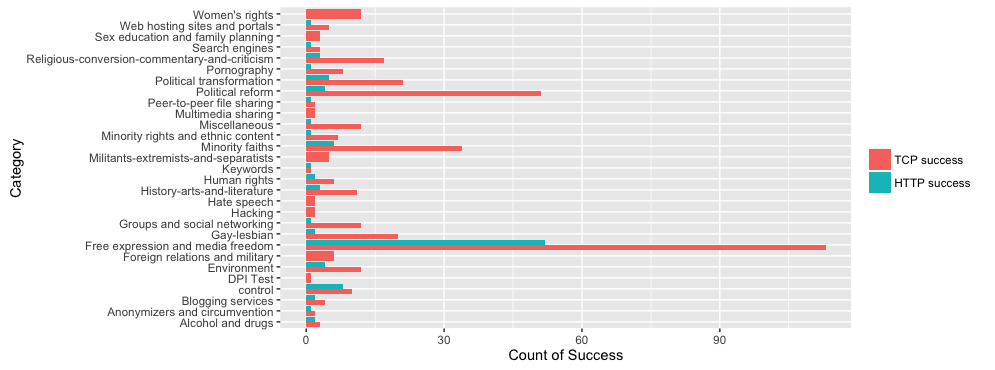 Women's rights
Web hosting sites and portals
Sex education and family planning
Search engines
Religious-conversion-commentary-and-criticism
Pornography
Political transformation
Political reform
Peer-to-peer file sharing
Multimedia sharing
Miscellaneous
Minority rights and ethnic content
Minority faiths
Militants-extremists-and-separatists
Keywords
Human rights
History-arts-and-literature
Hate speech
Hacking
Groups and social networking
Gay-lesbian
Free expression and media freedom
Foreign relations and military
Environment
DPI Test
control
Blogging services
Anonymizers and circumvention
Alcohol and drugs
Category
0 30 60 90
Count of Success
TCP success
HTTP success